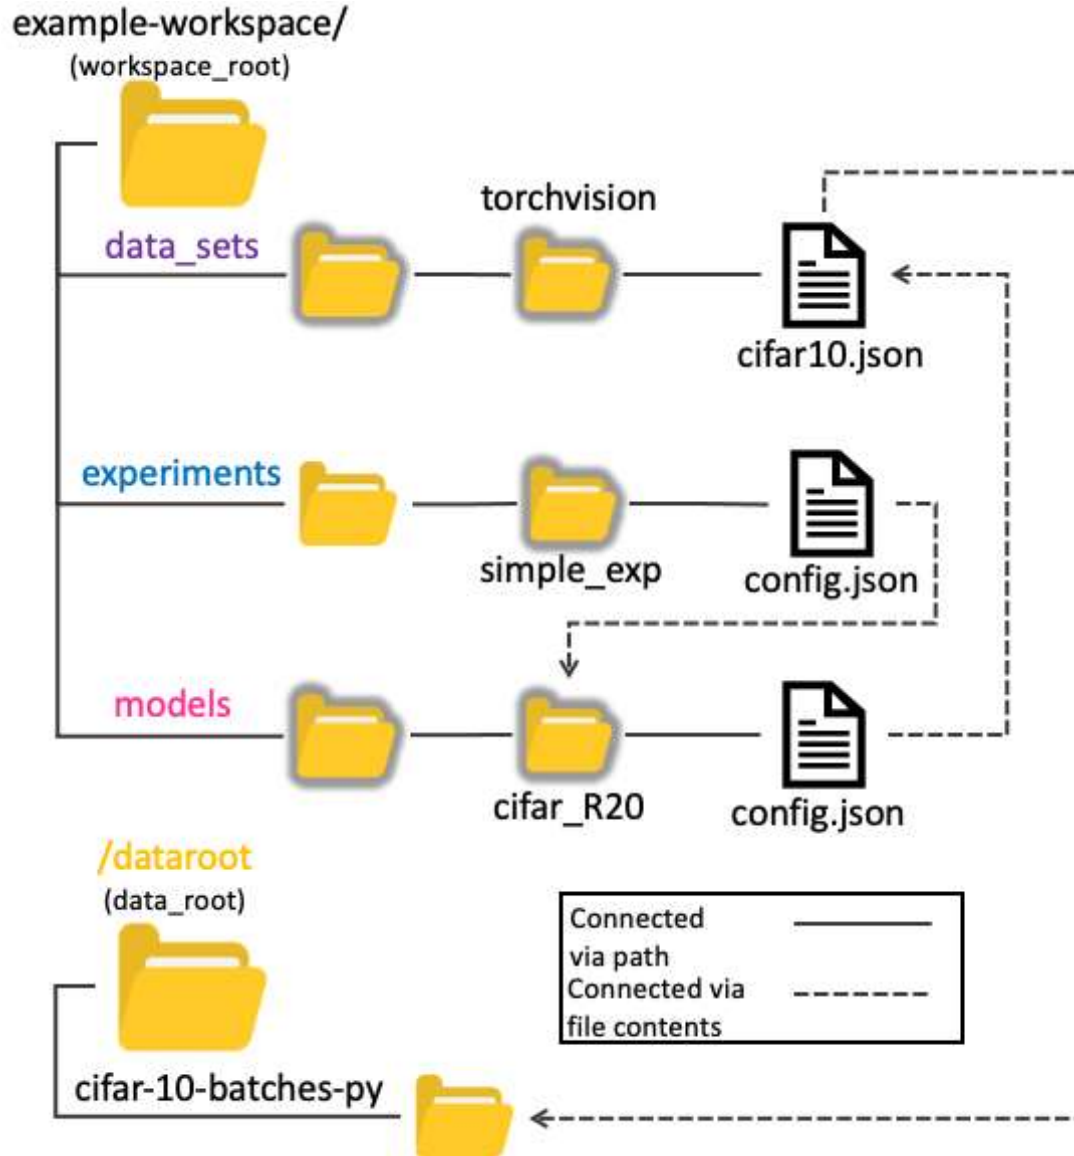 example-workspace/
(workspace_root)
torchvision
data_sets
cifar10.json
experiments
simple_exp
config.json
models
cifar_R20
config.json
/dataroot
(data_root)
Connected
via path
Connected via
file contents
cifar-10-batches-py